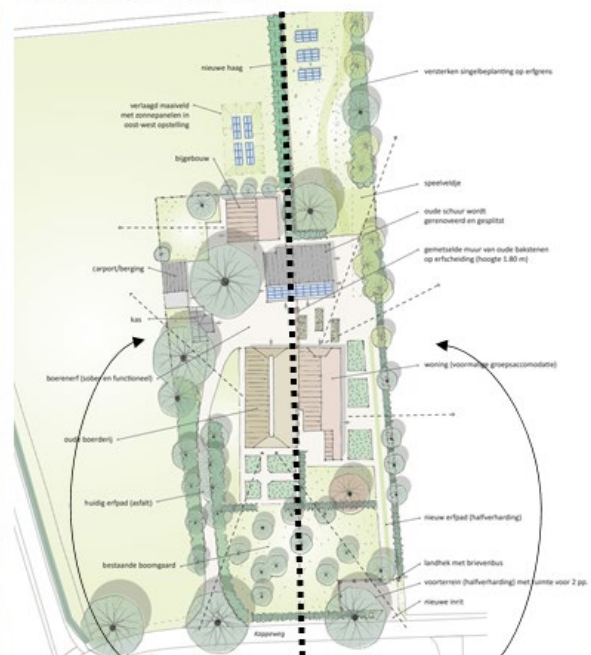 nieuwe haag
versterken singelbeplanting op erfgrens
verlaagd maaiveld
met zonnepanelen in
oost-west opstelling
bijgebouw
speelveldje
oude schuur wordt
gerenoveerd en gesplitst
gemetselde muur van oude bakstenen
op erfscheiding (hoogte 1.80 m)
carport/berging
kas
boerenerf (sober en functioneel)
woning (voormalige groepsaccomodatie)
oude boerderij
huidig erfpad (asfalt)
nieuw erfpad (halfverharding)
bestaande boomgaard
landhek met brievenbus
voorterrein (halfverharding) met ruimte voor 2 pp.
nieuwe inrit
Koppeweg